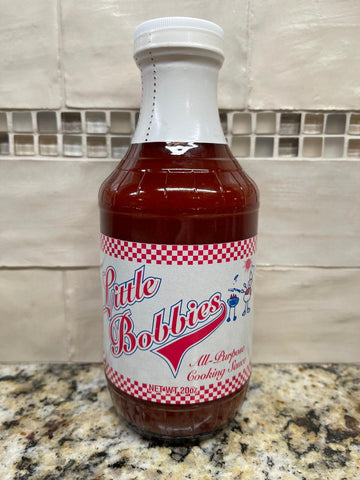 Little
Bobbies
All-Purpose
Cooking Sauce
NET WT. 20oz.